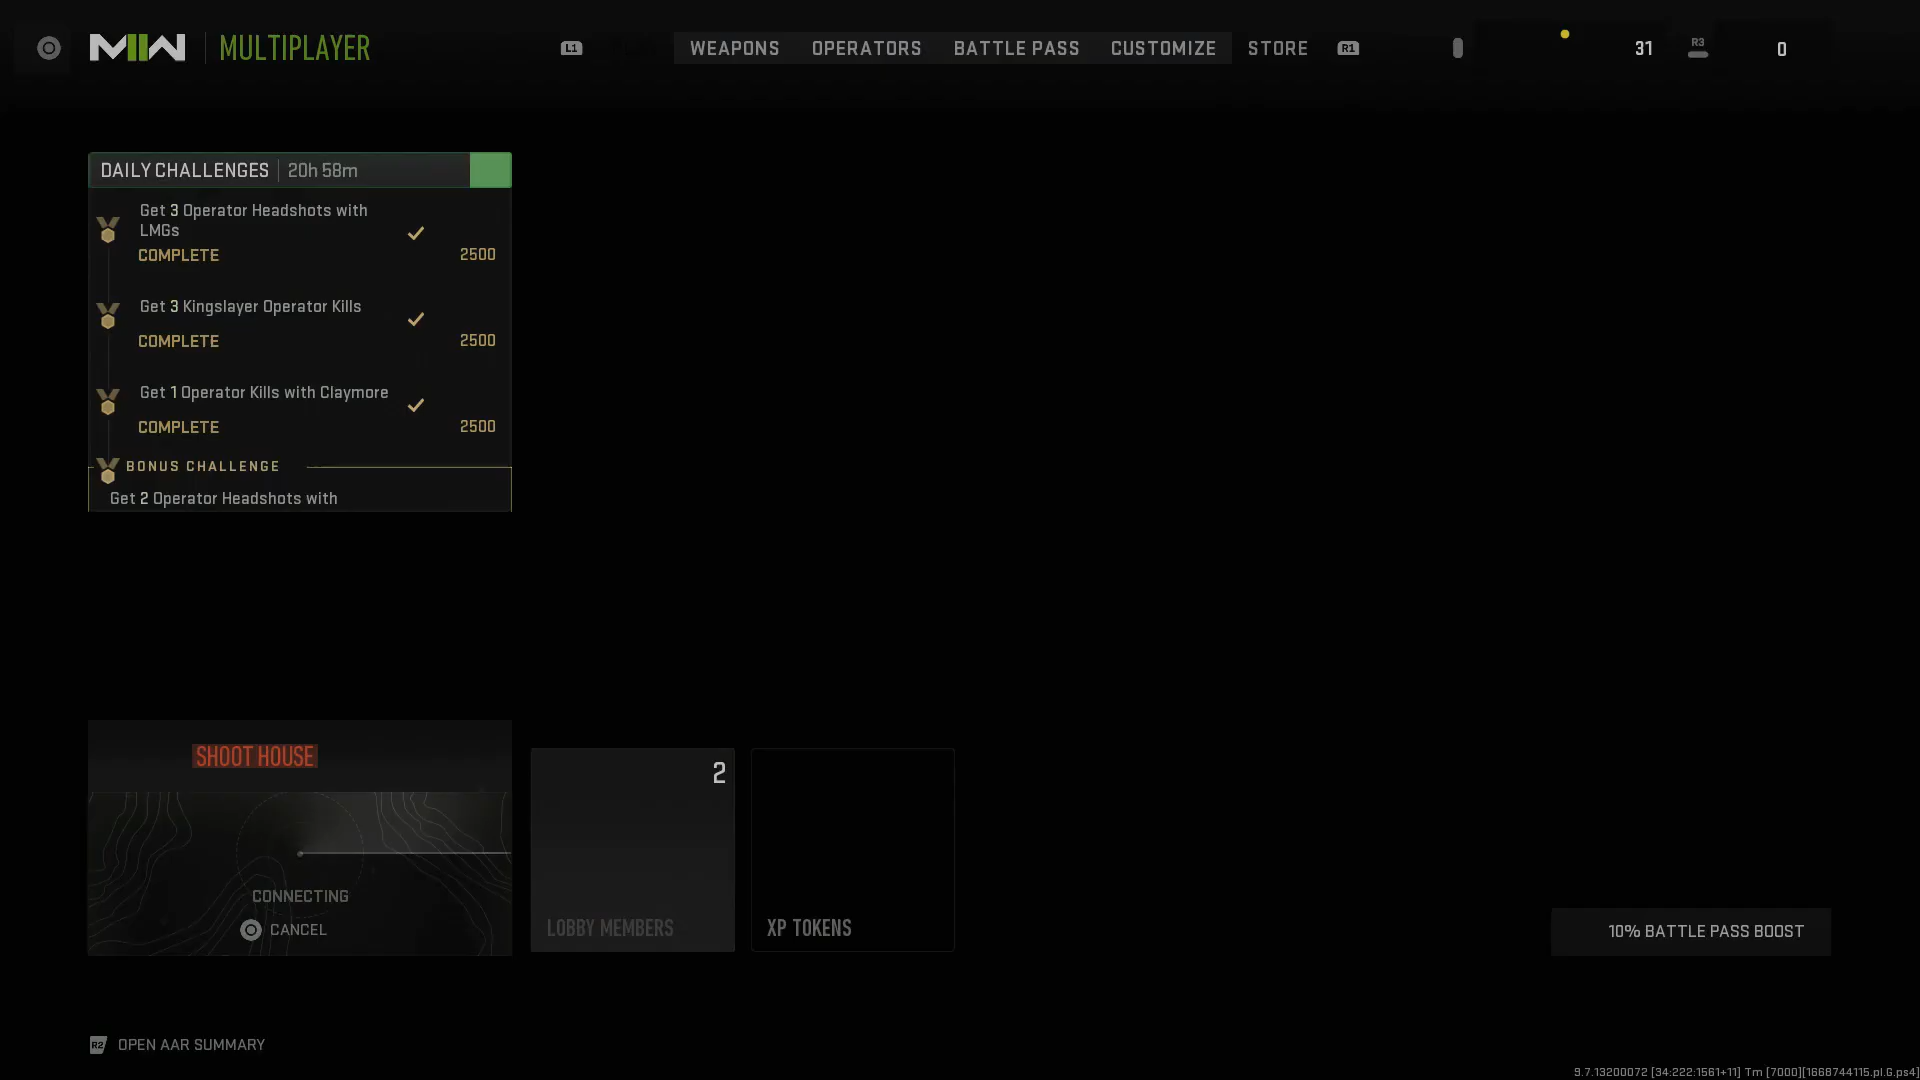 MWII MULTIPLAYER
L1 WEAPONS OPERATORS BATTLE PASS CUSTOMIZE STORE R1
31 R3 0
DAILY CHALLENGES 20h 58m
Get 3 Operator Headshots with
LMGs
COMPLETE 2500
Get 3 Kingslayer Operator Kills
COMPLETE 2500
Get 1 Operator Kills with Claymore
COMPLETE 2500
BONUS CHALLENGE
Get 2 Operator Headshots with
SHOOT HOUSE
CONNECTING
CANCEL
2
LOBBY MEMBERS
XP TOKENS
10% BATTLE PASS BOOST
R2 OPEN AAR SUMMARY
9.7.13200072 [34:222:1561+11] Tm [7000][1668744115.pl.G.ps4]